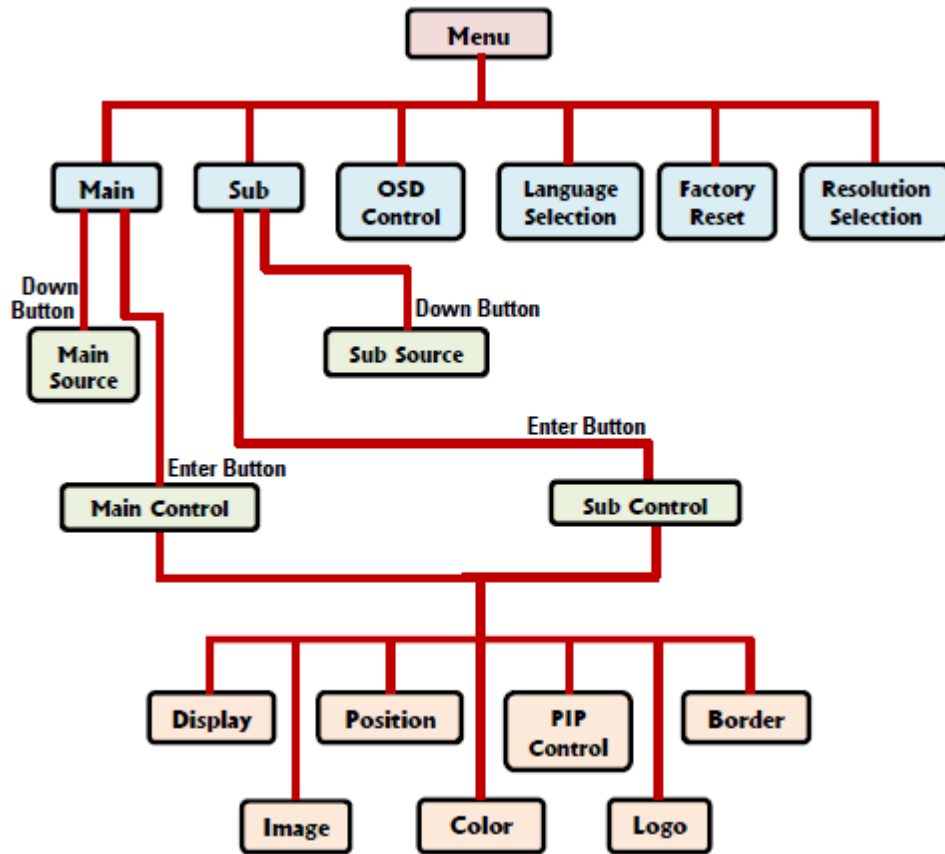 Menu
Main
Sub
OSD
Control
Language
Selection
Factory
Reset
Resolution
Selection
Down
Button
Down Button
Main
Source
Sub Source
Enter Button
Enter Button
Main Control
Sub Control
Display
Position
PIP
Control
Border
Image
Color
Logo